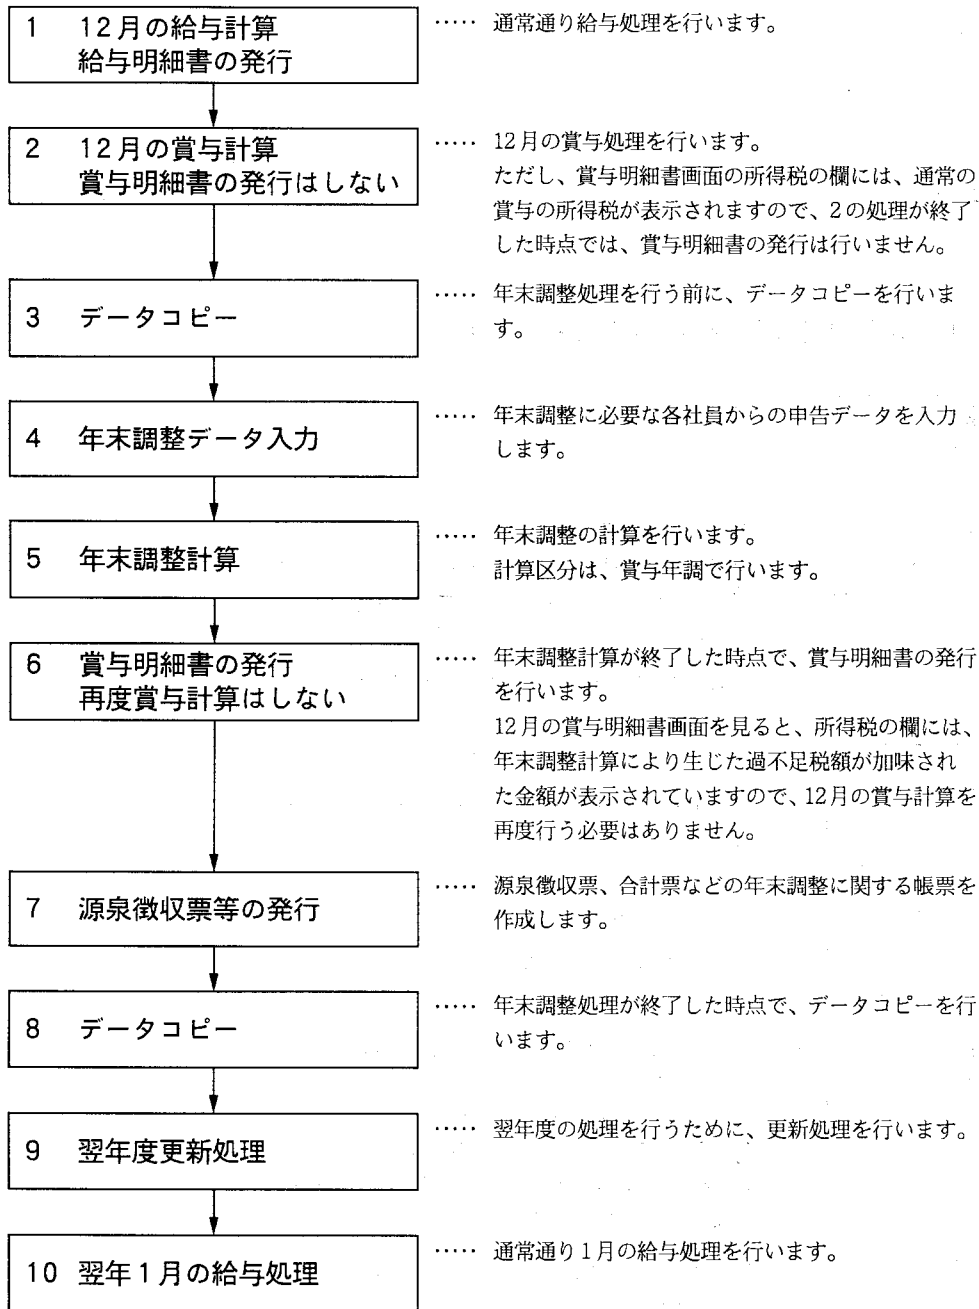 1 12月の給与計算
給与明細書の発行
‥‥‥ 通常通り給与処理を行います。
2 12月の賞与計算
賞与明細書の発行はしない
‥‥‥ 12月の賞与処理を行います。
ただし、賞与明細書画面の所得税の欄には、通常の
賞与の所得税が表示されますので、2の処理が終了
した時点では、賞与明細書の発行は行いません。
3 データコピー
‥‥‥ 年末調整処理を行う前に、データコピーを行いま
す。
4 年末調整データ入力
‥‥‥ 年末調整に必要な各社員からの申告データを入力
します。
5 年末調整計算
‥‥‥ 年末調整の計算を行います。
計算区分は、賞与年調で行います。
6 賞与明細書の発行
再度賞与計算はしない
‥‥‥ 年末調整計算が終了した時点で、賞与明細書の発行
を行います。
12月の賞与明細書画面を見ると、所得税の欄には、
年末調整計算により生じた過不足税額が加味され
た金額が表示されていますので、12月の賞与計算を
再度行う必要はありません。
7 源泉徴収票等の発行
‥‥‥ 源泉徴収票、合計票などの年末調整に関する帳票を
作成します。
8 データコピー
‥‥‥ 年末調整処理が終了した時点で、データコピーを行
います。
9 翌年度更新処理
‥‥‥ 翌年度の処理を行うために、更新処理を行います。
10 翌年1月の給与処理
‥‥‥ 通常通り1月の給与処理を行います。